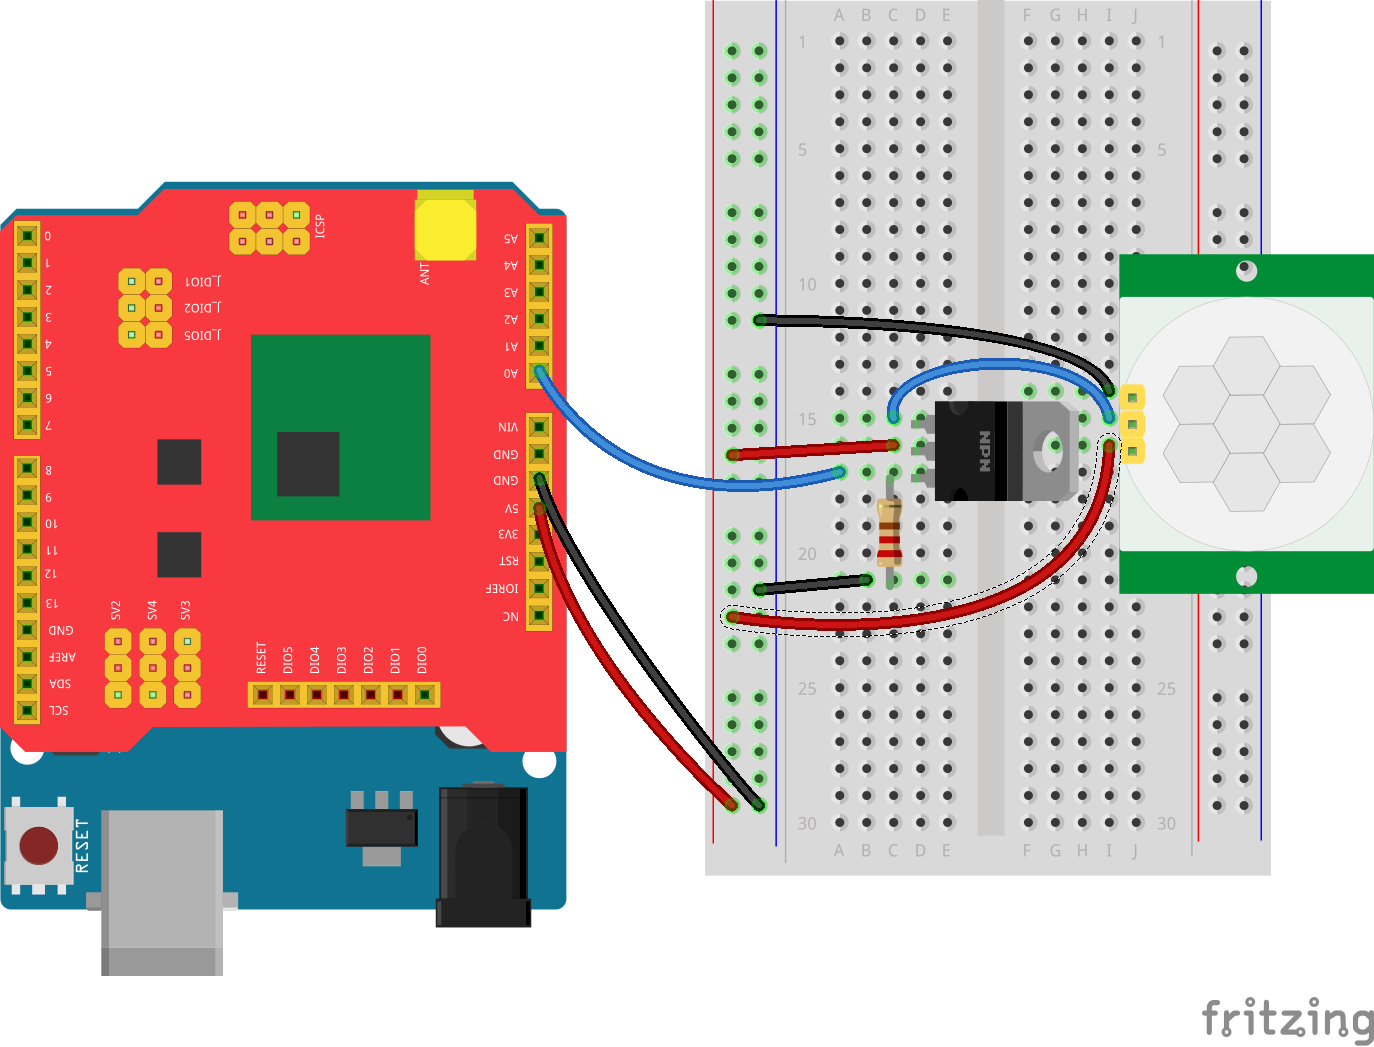 A B C D E F G H I J
1 1
5 5
10
15
20
25 25
30 30
A B C D E F G H I J
ICSP
ANT
J_DIO1
J_DIO2
J_DIO5
0
1
2
3
4
5
6
7
8
9
10
11
12
13
GND
AREF
SDA
SCL
A5
A4
A3
A2
A1
A0
VIN
GND
GND
5V
3V3
RST
IOREF
NC
SV2 SV4 SV3
RESET DIO5 DIO4 DIO3 DIO2 DIO1 DIO0
RESET
NPN
fritzing